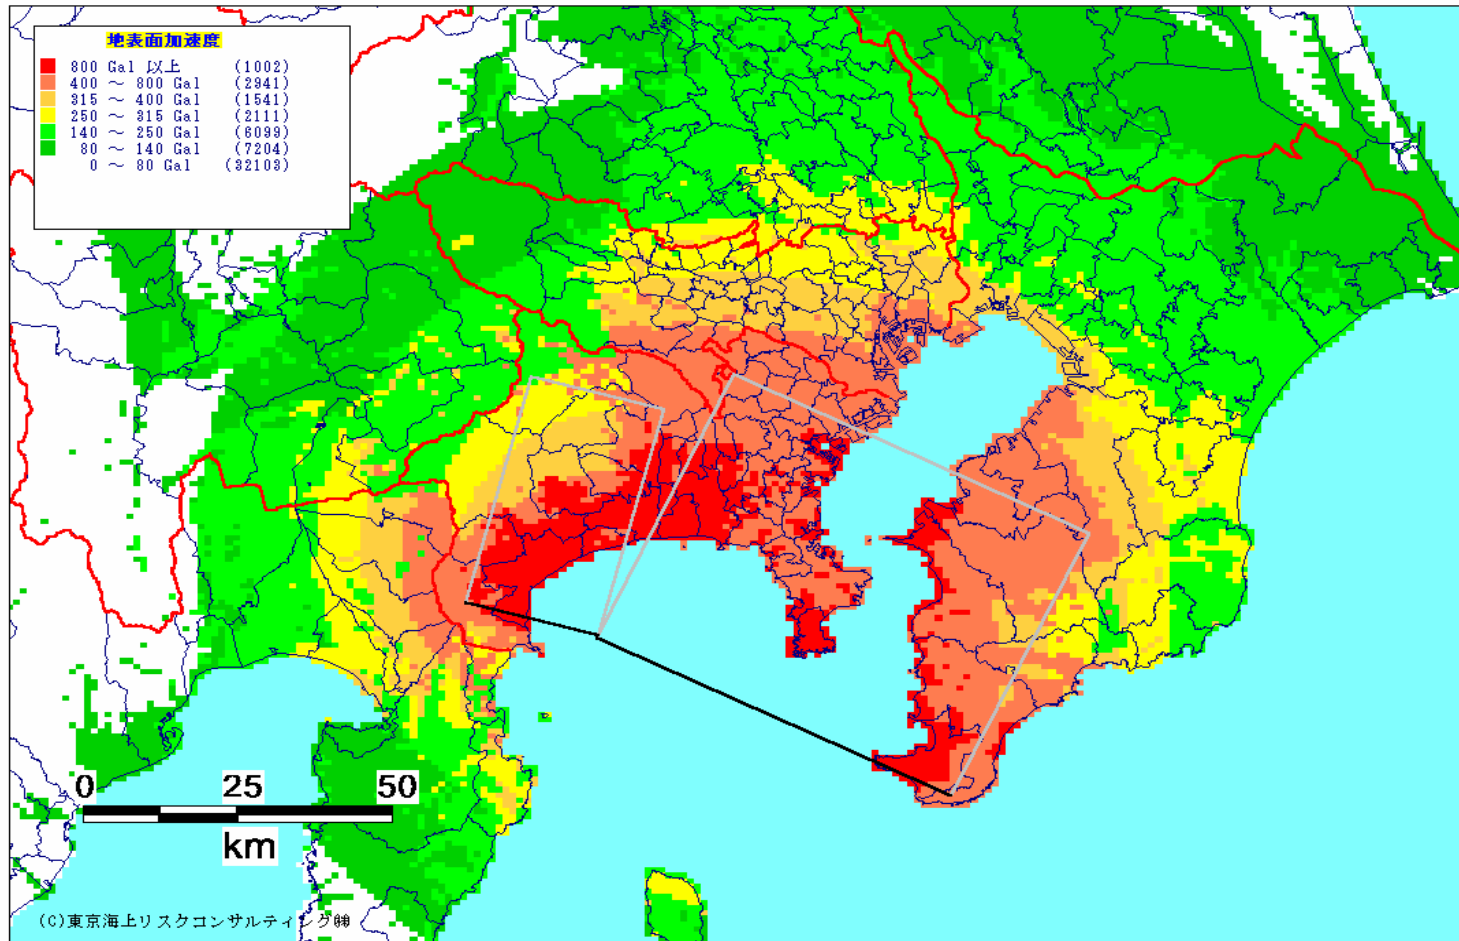 地表面加速度
800 Gal 以上 (1002)
400 ～ 800 Gal (2941)
315 ～ 400 Gal (1541)
250 ～ 315 Gal (2111)
140 ～ 250 Gal (6099)
80 ～ 140 Gal (7204)
0 ～ 80 Gal (32103)
0 25 50
km
(C)東京海上リスクコンサルティング㈱